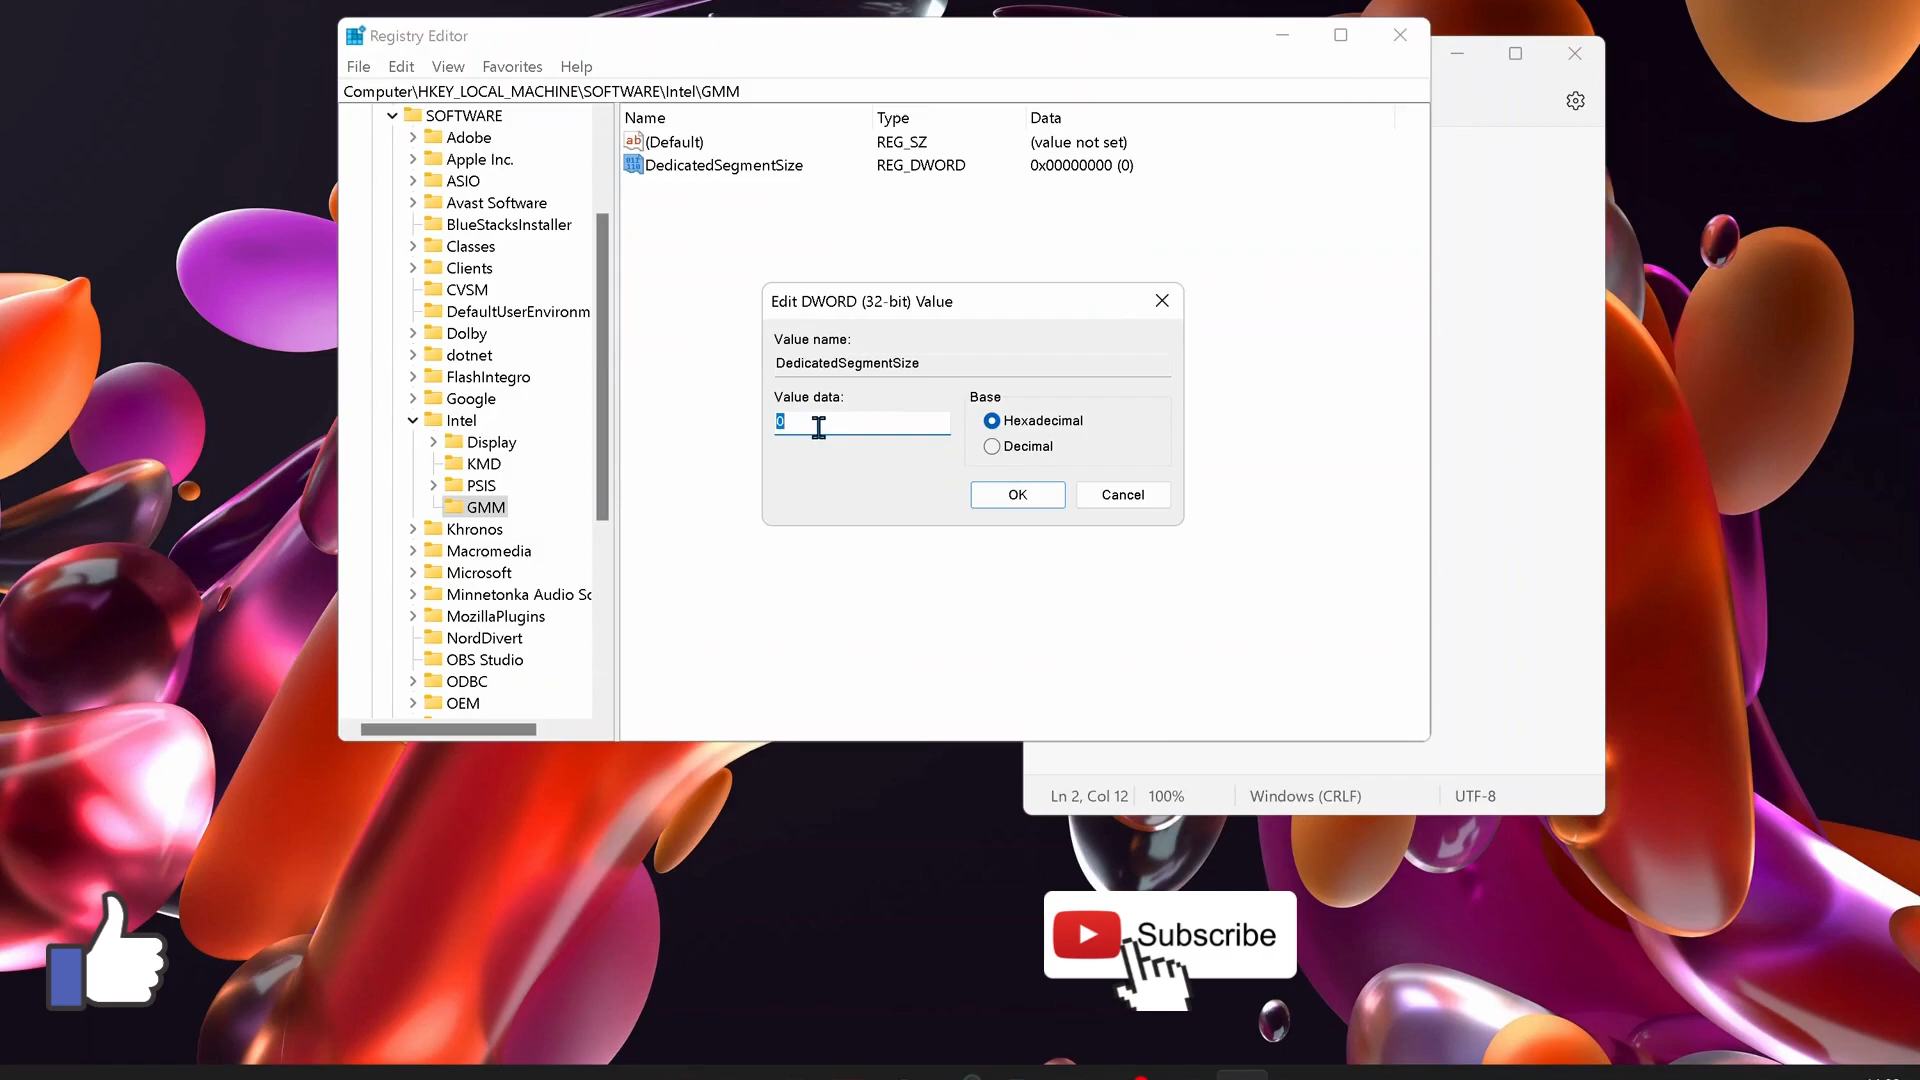 Registry Editor
File Edit View Favorites Help
Computer\HKEY_LOCAL_MACHINE\SOFTWARE\Intel\GMM
SOFTWARE
Adobe
Apple Inc.
ASIO
Avast Software
BlueStacksInstaller
Classes
Clients
CVSM
DefaultUserEnvironm
Dolby
dotnet
FlashIntegro
Google
Intel
Display
KMD
PSIS
GMM
Khronos
Macromedia
Microsoft
Minnetonka Audio Sc
MozillaPlugins
NordDivert
OBS Studio
ODBC
OEM
Name Type Data
ab (Default) REG_SZ (value not set)
DedicatedSegmentSize REG_DWORD 0x00000000 (0)
Edit DWORD (32-bit) Value
Value name:
DedicatedSegmentSize
Value data:
0
Base
Hexadecimal
Decimal
OK Cancel
Ln 2, Col 12 100% Windows (CRLF) UTF-8
Subscribe